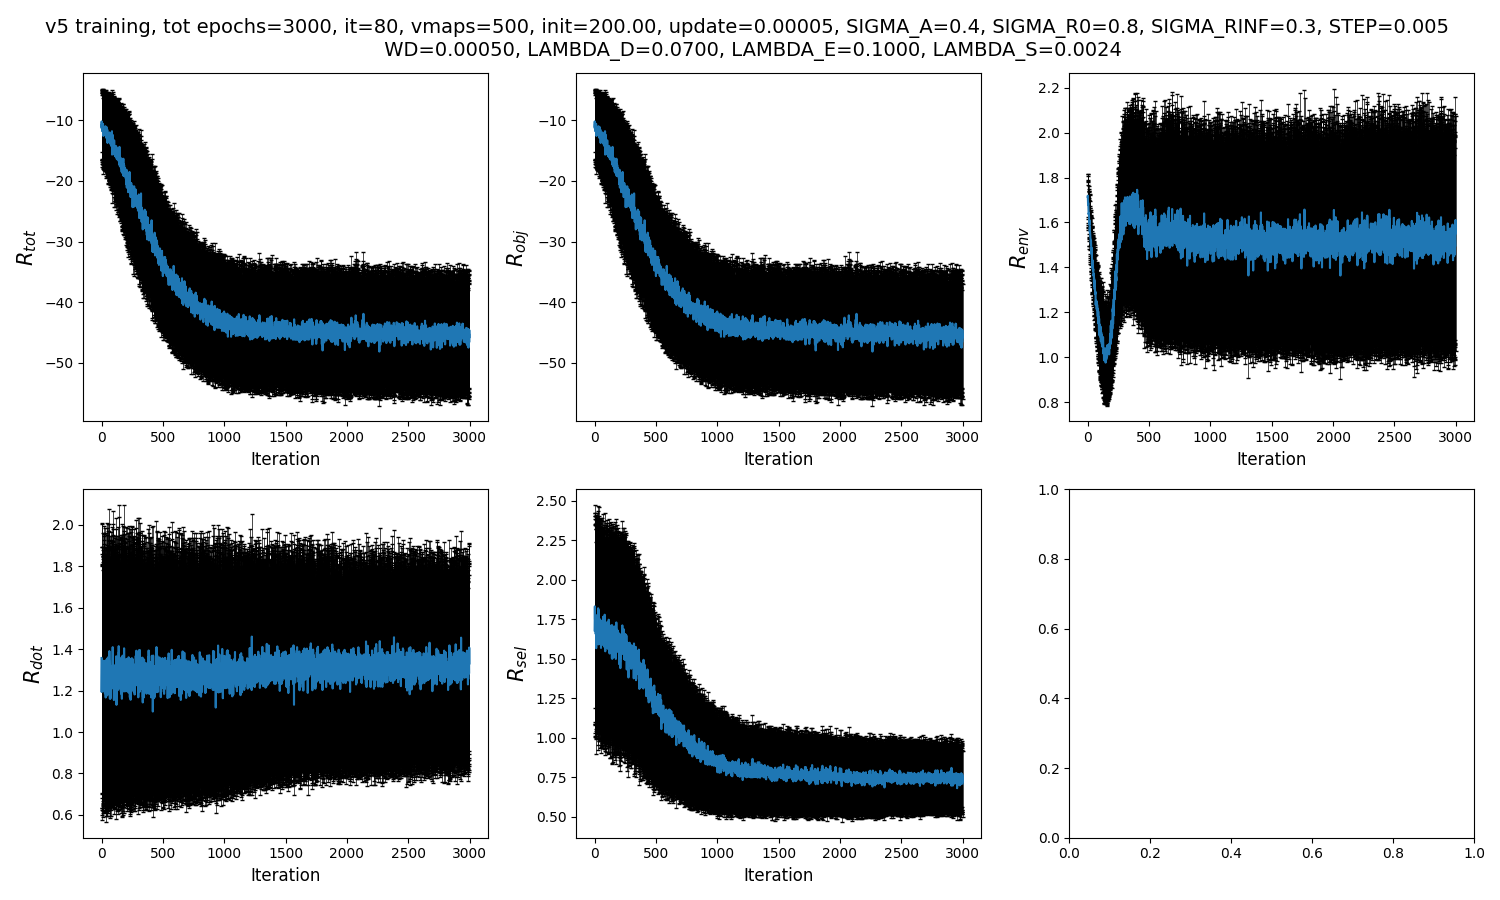 v5 training, tot epochs=3000, it=80, vmaps=500, init=200.00, update=0.00005, SIGMA_A=0.4, SIGMA_R0=0.8, SIGMA_RINF=0.3, STEP=0.005
WD=0.00050, LAMBDA_D=0.0700, LAMBDA_E=0.1000, LAMBDA_S=0.0024
R_tot
−10
−20
−30
−40
−50
0 500 1000 1500 2000 2500 3000
Iteration
R_obj
−10
−20
−30
−40
−50
0 500 1000 1500 2000 2500 3000
Iteration
R_env
2.2
2.0
1.8
1.6
1.4
1.2
1.0
0.8
0 500 1000 1500 2000 2500 3000
Iteration
R_dot
2.0
1.8
1.6
1.4
1.2
1.0
0.8
0.6
0 500 1000 1500 2000 2500 3000
Iteration
R_sel
2.50
2.25
2.00
1.75
1.50
1.25
1.00
0.75
0.50
0 500 1000 1500 2000 2500 3000
Iteration
1.0
0.8
0.6
0.4
0.2
0.0
0.0 0.2 0.4 0.6 0.8 1.0